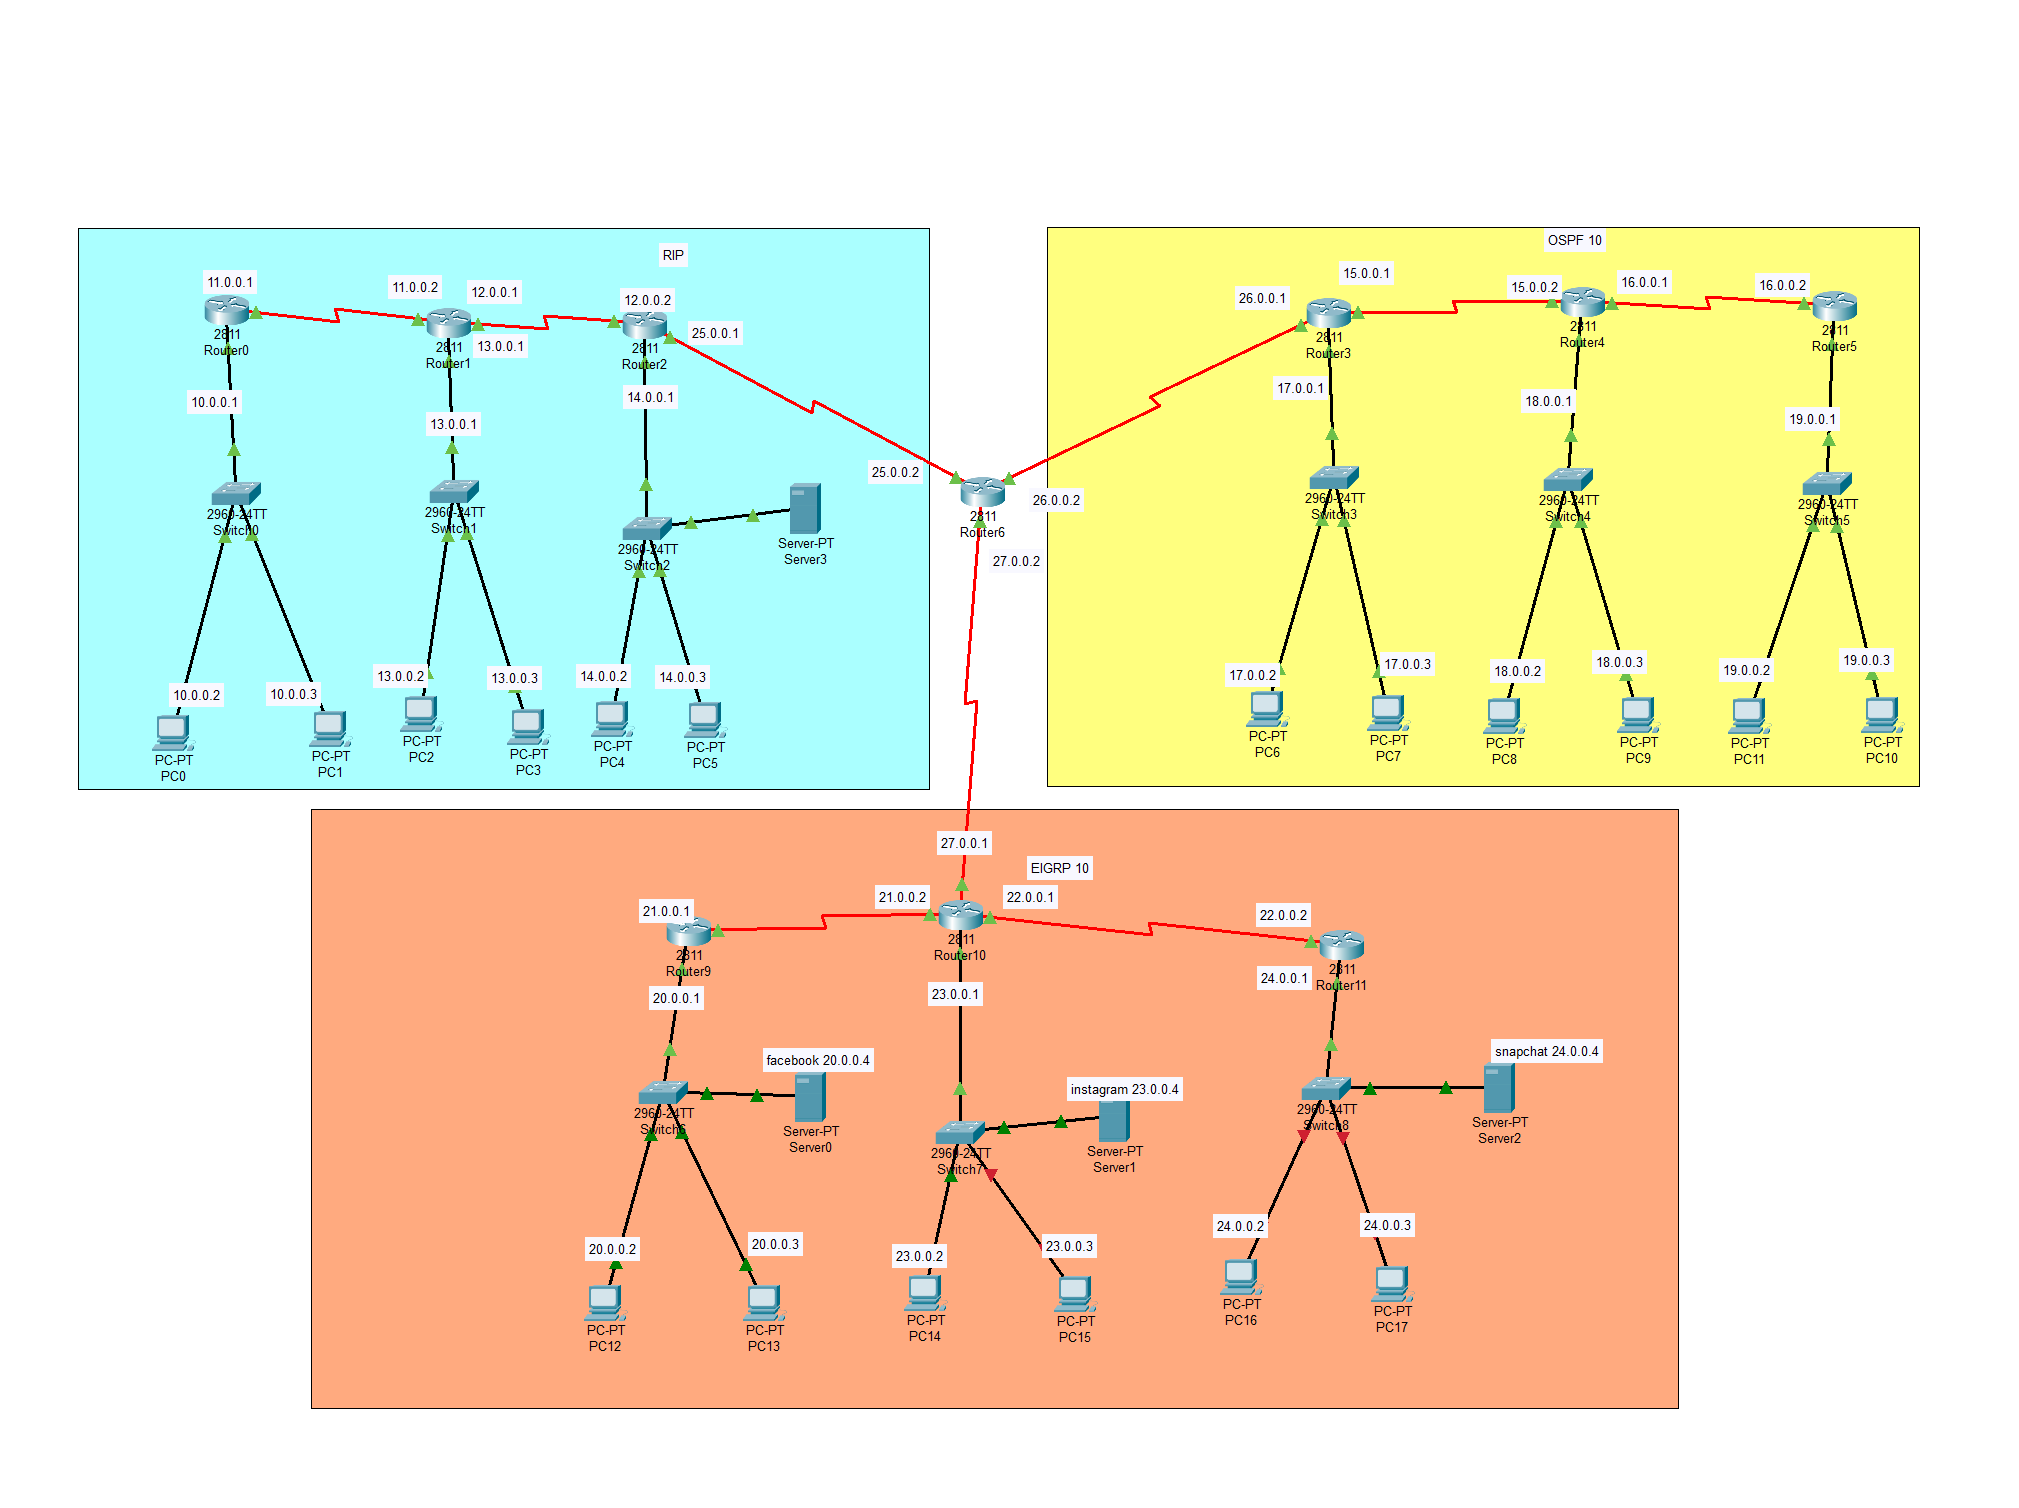 RIP
11.0.0.1
11.0.0.2
12.0.0.1
12.0.0.2
25.0.0.1
13.0.0.1
2811
Router0
2811
Router1
2811
Router2
10.0.0.1
13.0.0.1
14.0.0.1
2960-24TT
Switch0
2960-24TT
Switch1
2960-24TT
Switch2
Server-PT
Server3
10.0.0.2
10.0.0.3
13.0.0.2
13.0.0.3
14.0.0.2
14.0.0.3
PC-PT
PC0
PC-PT
PC1
PC-PT
PC2
PC-PT
PC3
PC-PT
PC4
PC-PT
PC5
25.0.0.2
26.0.0.2
2811
Router6
27.0.0.2
OSPF 10
26.0.0.1
15.0.0.1
15.0.0.2
16.0.0.1
16.0.0.2
2811
Router3
2811
Router4
2811
Router5
17.0.0.1
18.0.0.1
19.0.0.1
2960-24TT
Switch3
2960-24TT
Switch4
2960-24TT
Switch5
17.0.0.2
17.0.0.3
18.0.0.2
18.0.0.3
19.0.0.2
19.0.0.3
PC-PT
PC6
PC-PT
PC7
PC-PT
PC8
PC-PT
PC9
PC-PT
PC11
PC-PT
PC10
27.0.0.1
EIGRP 10
21.0.0.1
21.0.0.2
22.0.0.1
22.0.0.2
2811
Router9
2811
Router10
2811
Router11
20.0.0.1
23.0.0.1
24.0.0.1
facebook 20.0.0.4
instagram 23.0.0.4
snapchat 24.0.0.4
2960-24TT
Switch6
Server-PT
Server0
2960-24TT
Switch7
Server-PT
Server1
2960-24TT
Switch8
Server-PT
Server2
20.0.0.2
20.0.0.3
23.0.0.2
23.0.0.3
24.0.0.2
24.0.0.3
PC-PT
PC12
PC-PT
PC13
PC-PT
PC14
PC-PT
PC15
PC-PT
PC16
PC-PT
PC17